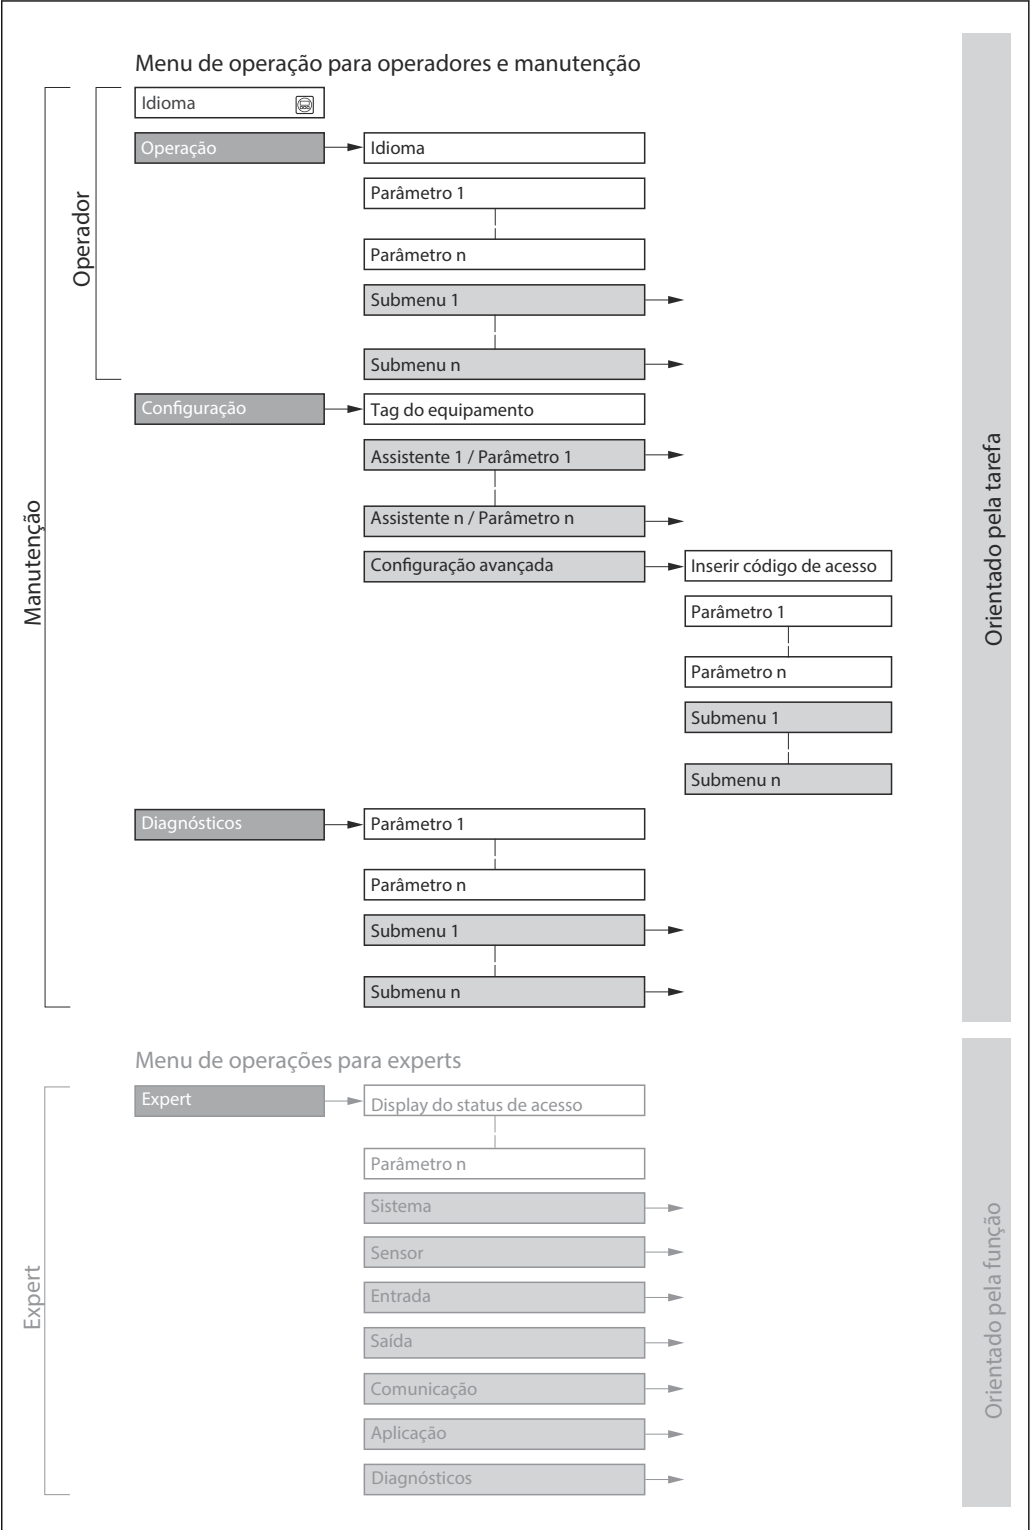 Menu de operação para operadores e manutenção
Manutenção
Operador
Idioma
Operação
Idioma
Parâmetro 1
Parâmetro n
Submenu 1
Submenu n
Configuração
Tag do equipamento
Assistente 1 / Parâmetro 1
Assistente n / Parâmetro n
Configuração avançada
Inserir código de acesso
Parâmetro 1
Parâmetro n
Submenu 1
Submenu n
Diagnósticos
Parâmetro 1
Parâmetro n
Submenu 1
Submenu n
Orientado pela tarefa
Menu de operações para experts
Expert
Expert
Display do status de acesso
Parâmetro n
Sistema
Sensor
Entrada
Saída
Comunicação
Aplicação
Diagnósticos
Orientado pela função